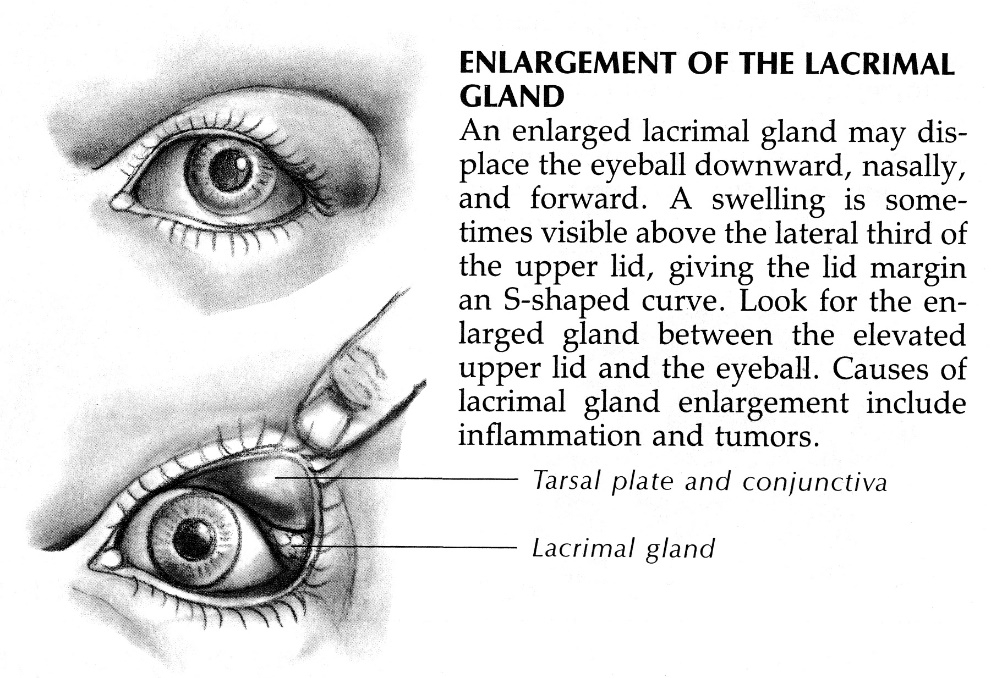 ENLARGEMENT OF THE LACRIMAL
GLAND
An enlarged lacrimal gland may dis-
place the eyeball downward, nasally,
and forward. A swelling is some-
times visible above the lateral third of
the upper lid, giving the lid margin
an S-shaped curve. Look for the en-
larged gland between the elevated
upper lid and the eyeball. Causes of
lacrimal gland enlargement include
inflammation and tumors.
Tarsal plate and conjunctiva
Lacrimal gland